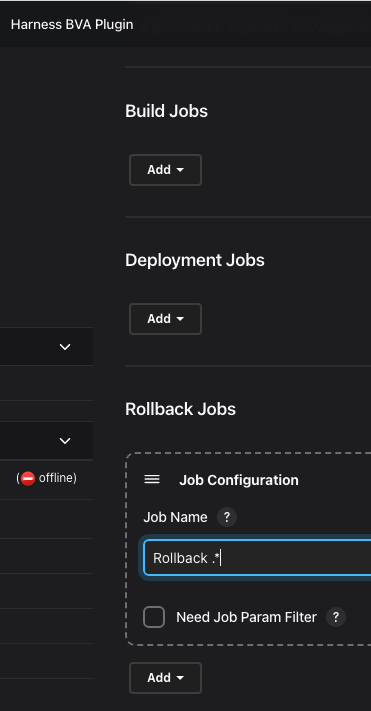 Harness BVA Plugin
Build Jobs
Add
Deployment Jobs
Add
Rollback Jobs
(⛔ offline)
Job Configuration
Job Name ?
Rollback .*
Need Job Param Filter ?
Add